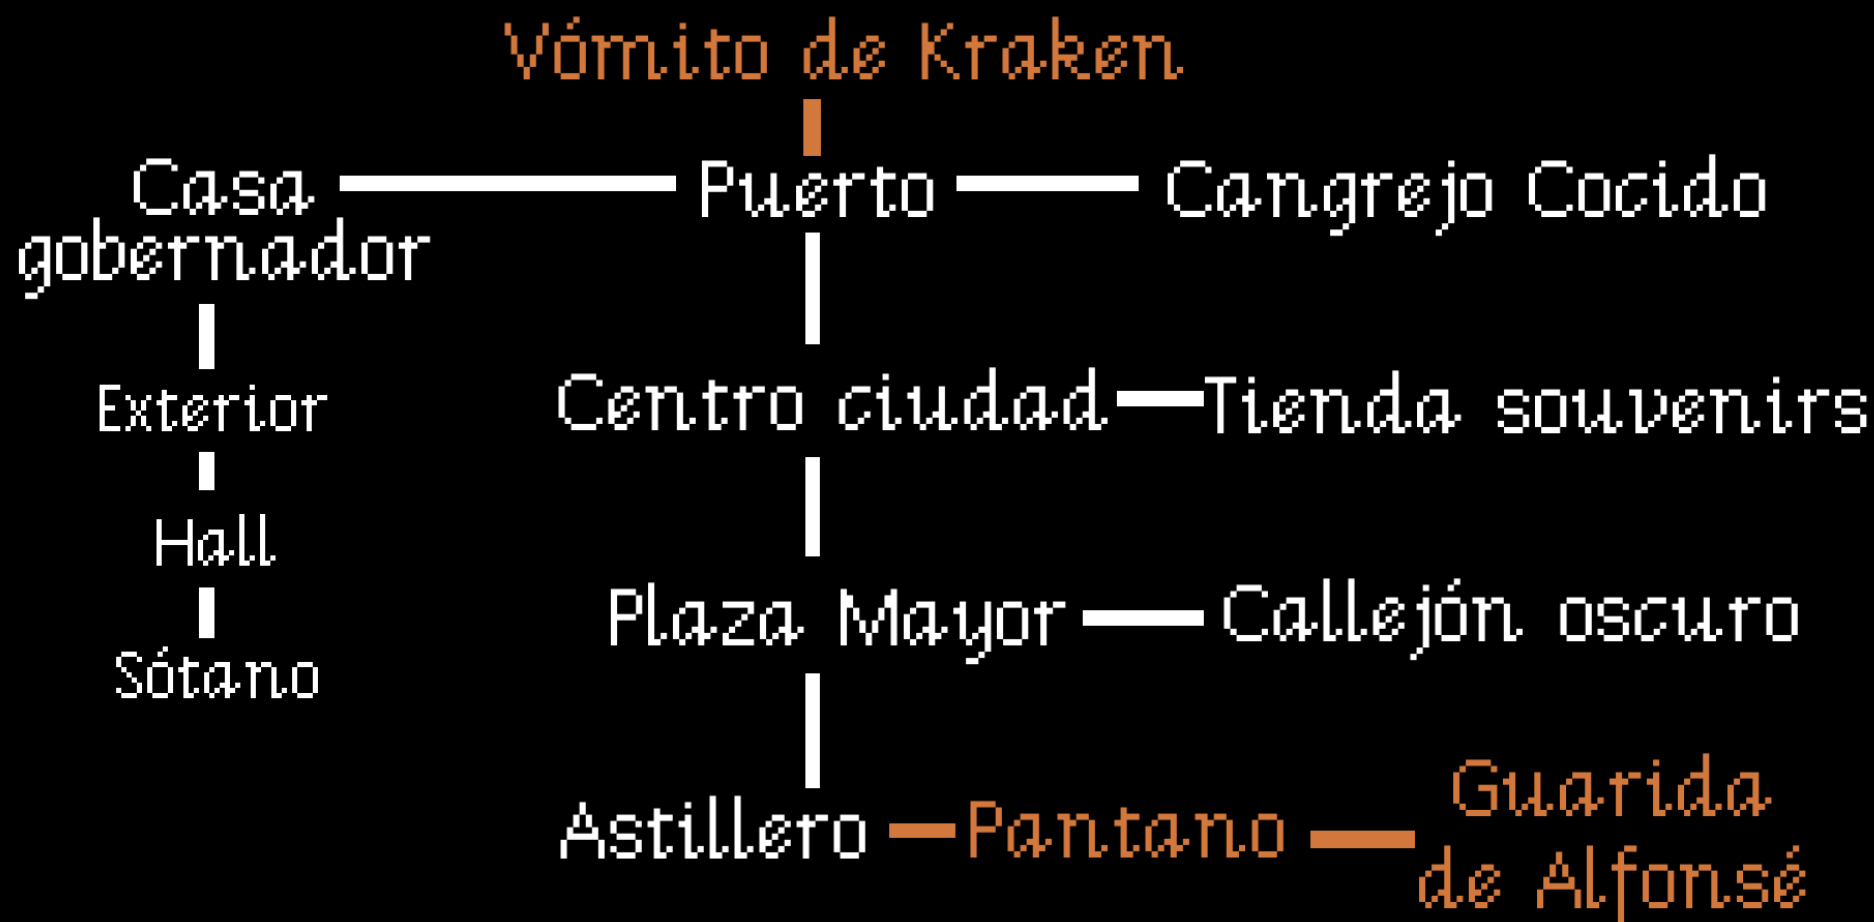 Vómito de Kraken
Casa
gobernador
Puerto
Cangrejo Cocido
Exterior
Centro ciudad
Tienda souvenirs
Hall
Plaza Mayor
Callejón oscuro
Sótano
Astillero
Pantano
Guarida
de Alfonsé